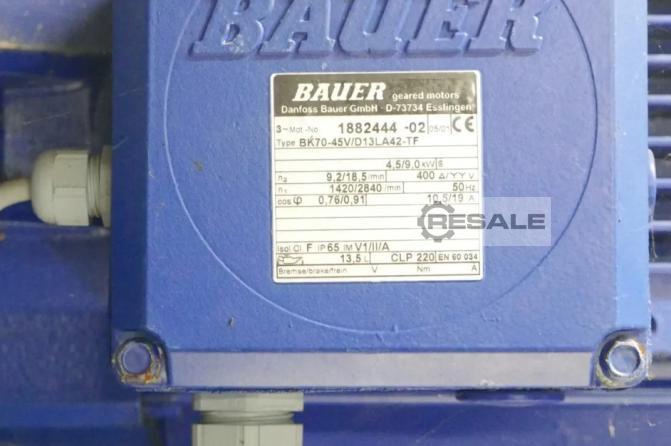 BAUER
BAUER geared motors
Danfoss Bauer GmbH · D-73734 Esslingen
3~Mot.-No 1882444 -02 05/01 CE
Type BK70-45V/D13LA42-TF
4,5/9,0 kW
n₂ 9,2/18,5 /min 400 Δ/YY V
n₁ 1420/2840 /min 50 Hz
cos φ 0,76/0,91 10,5/19 A
RESALE
Isol Cl F IP 65 IM V1/II/A
13,5 L CLP 220 EN 60 034
Bremse/brake/frein V Nm A